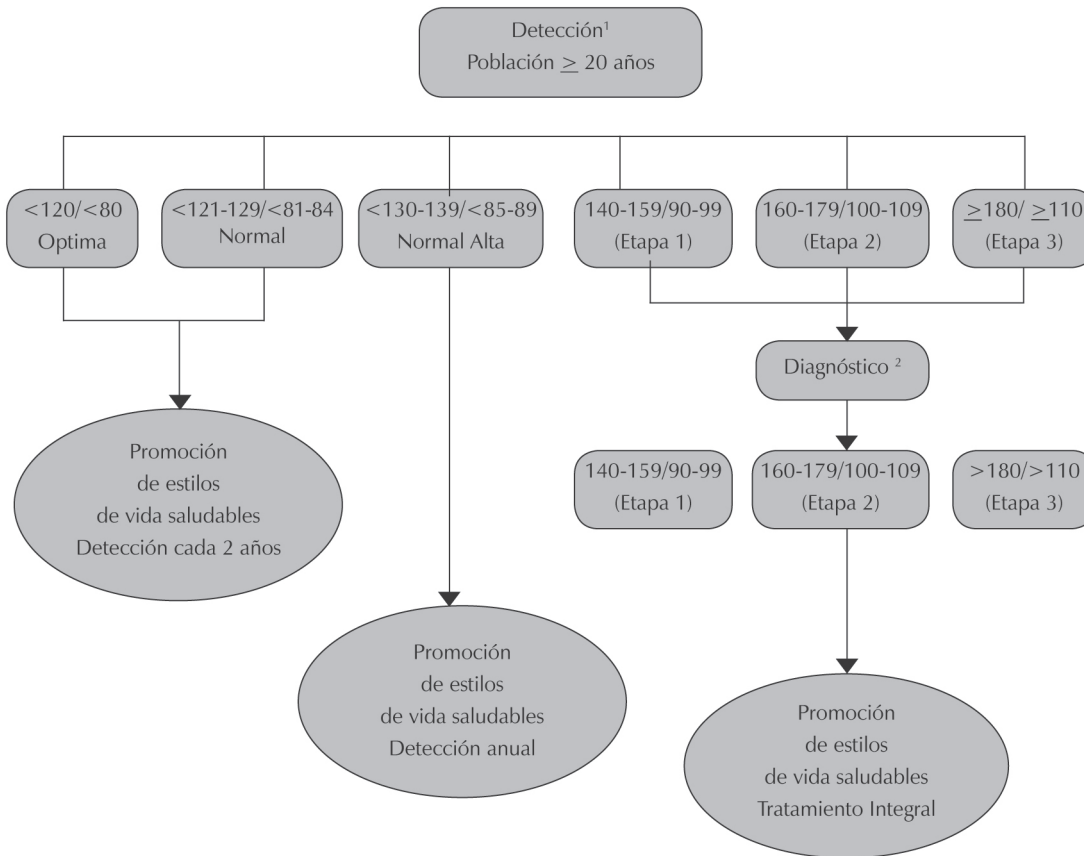 Detección¹
Población ≥ 20 años
<120/<80
Optima
<121-129/<81-84
Normal
<130-139/<85-89
Normal Alta
140-159/90-99
(Etapa 1)
160-179/100-109
(Etapa 2)
≥180/ ≥110
(Etapa 3)
Diagnóstico ²
140-159/90-99
(Etapa 1)
160-179/100-109
(Etapa 2)
>180/>110
(Etapa 3)
Promoción
de estilos
de vida saludables
Detección cada 2 años
Promoción
de estilos
de vida saludables
Detección anual
Promoción
de estilos
de vida saludables
Tratamiento Integral